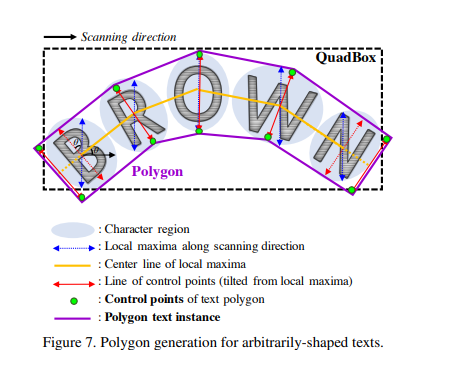 Scanning direction
QuadBox
BROWN
Polygon
: Character region
: Local maxima along scanning direction
: Center line of local maxima
: Line of control points (tilted from local maxima)
: Control points of text polygon
: Polygon text instance
Figure 7. Polygon generation for arbitrarily-shaped texts.